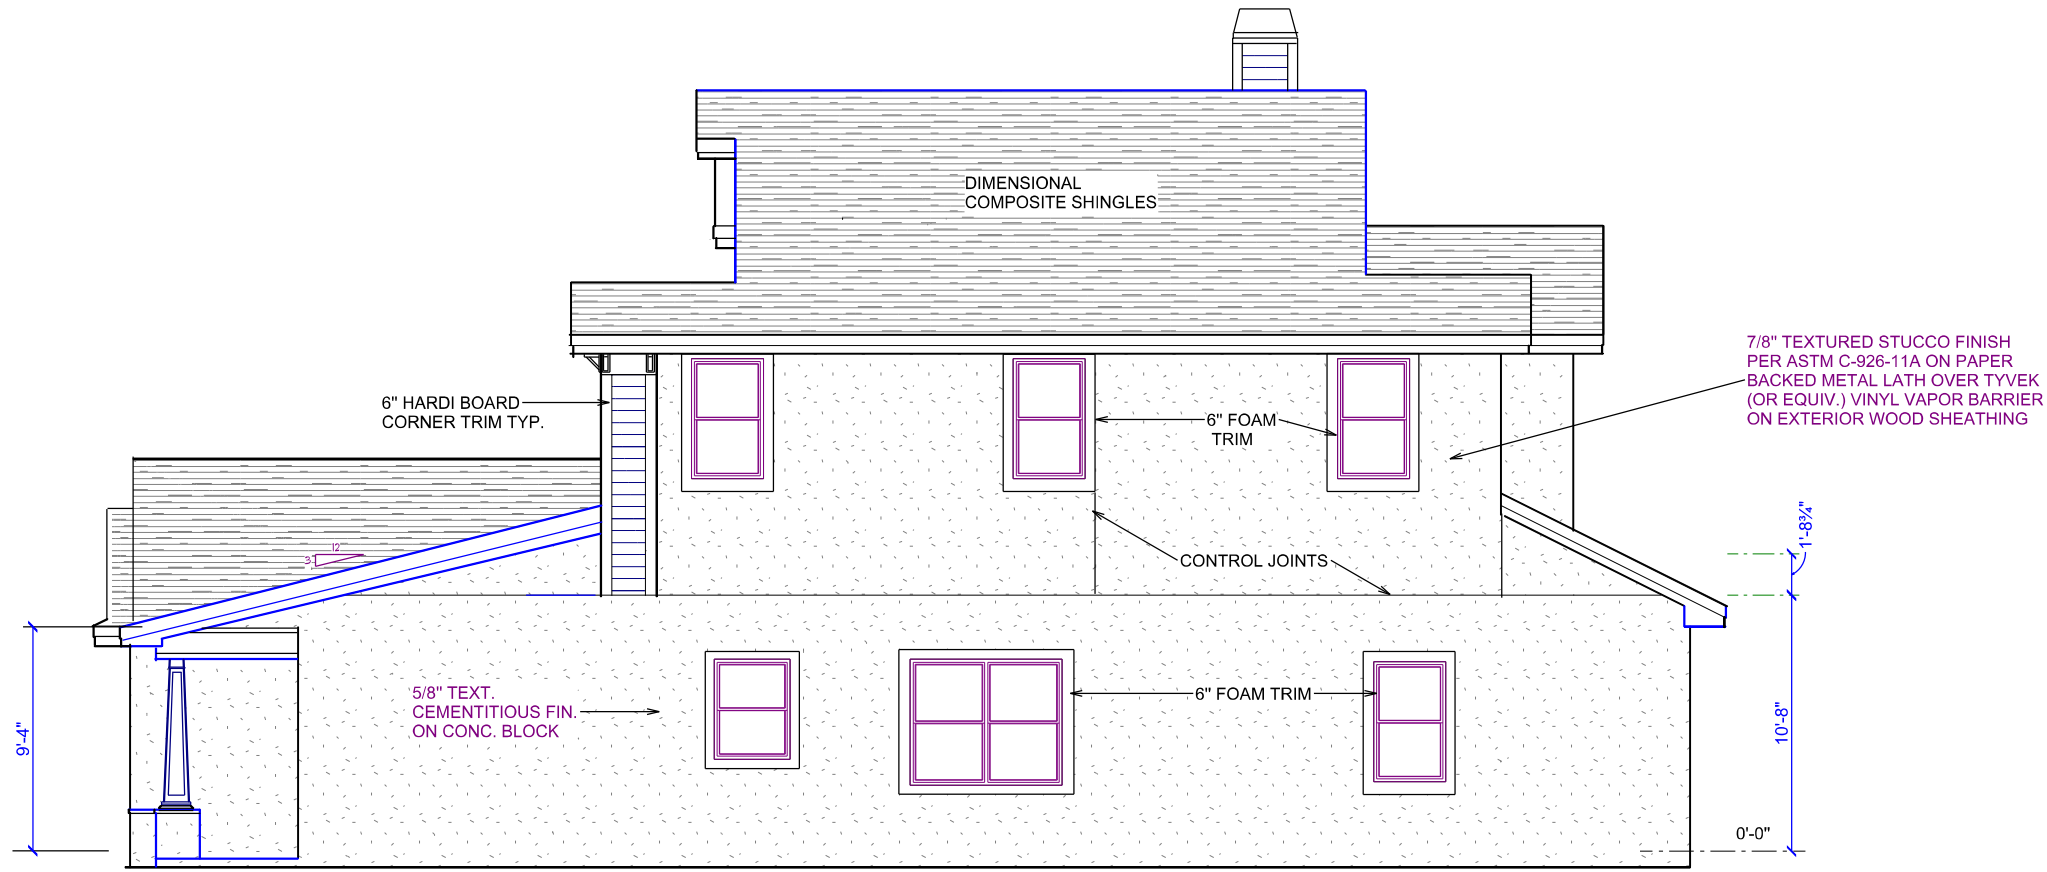 DIMENSIONAL
COMPOSITE SHINGLES
7/8" TEXTURED STUCCO FINISH
PER ASTM C-926-11A ON PAPER
BACKED METAL LATH OVER TYVEK
(OR EQUIV.) VINYL VAPOR BARRIER
ON EXTERIOR WOOD SHEATHING
6" HARDI BOARD
CORNER TRIM TYP.
6" FOAM
TRIM
1'-8¾"
12
3
CONTROL JOINTS
9'-4"
5/8" TEXT.
CEMENTITIOUS FIN.
ON CONC. BLOCK
6" FOAM TRIM
10'-8"
0'-0"